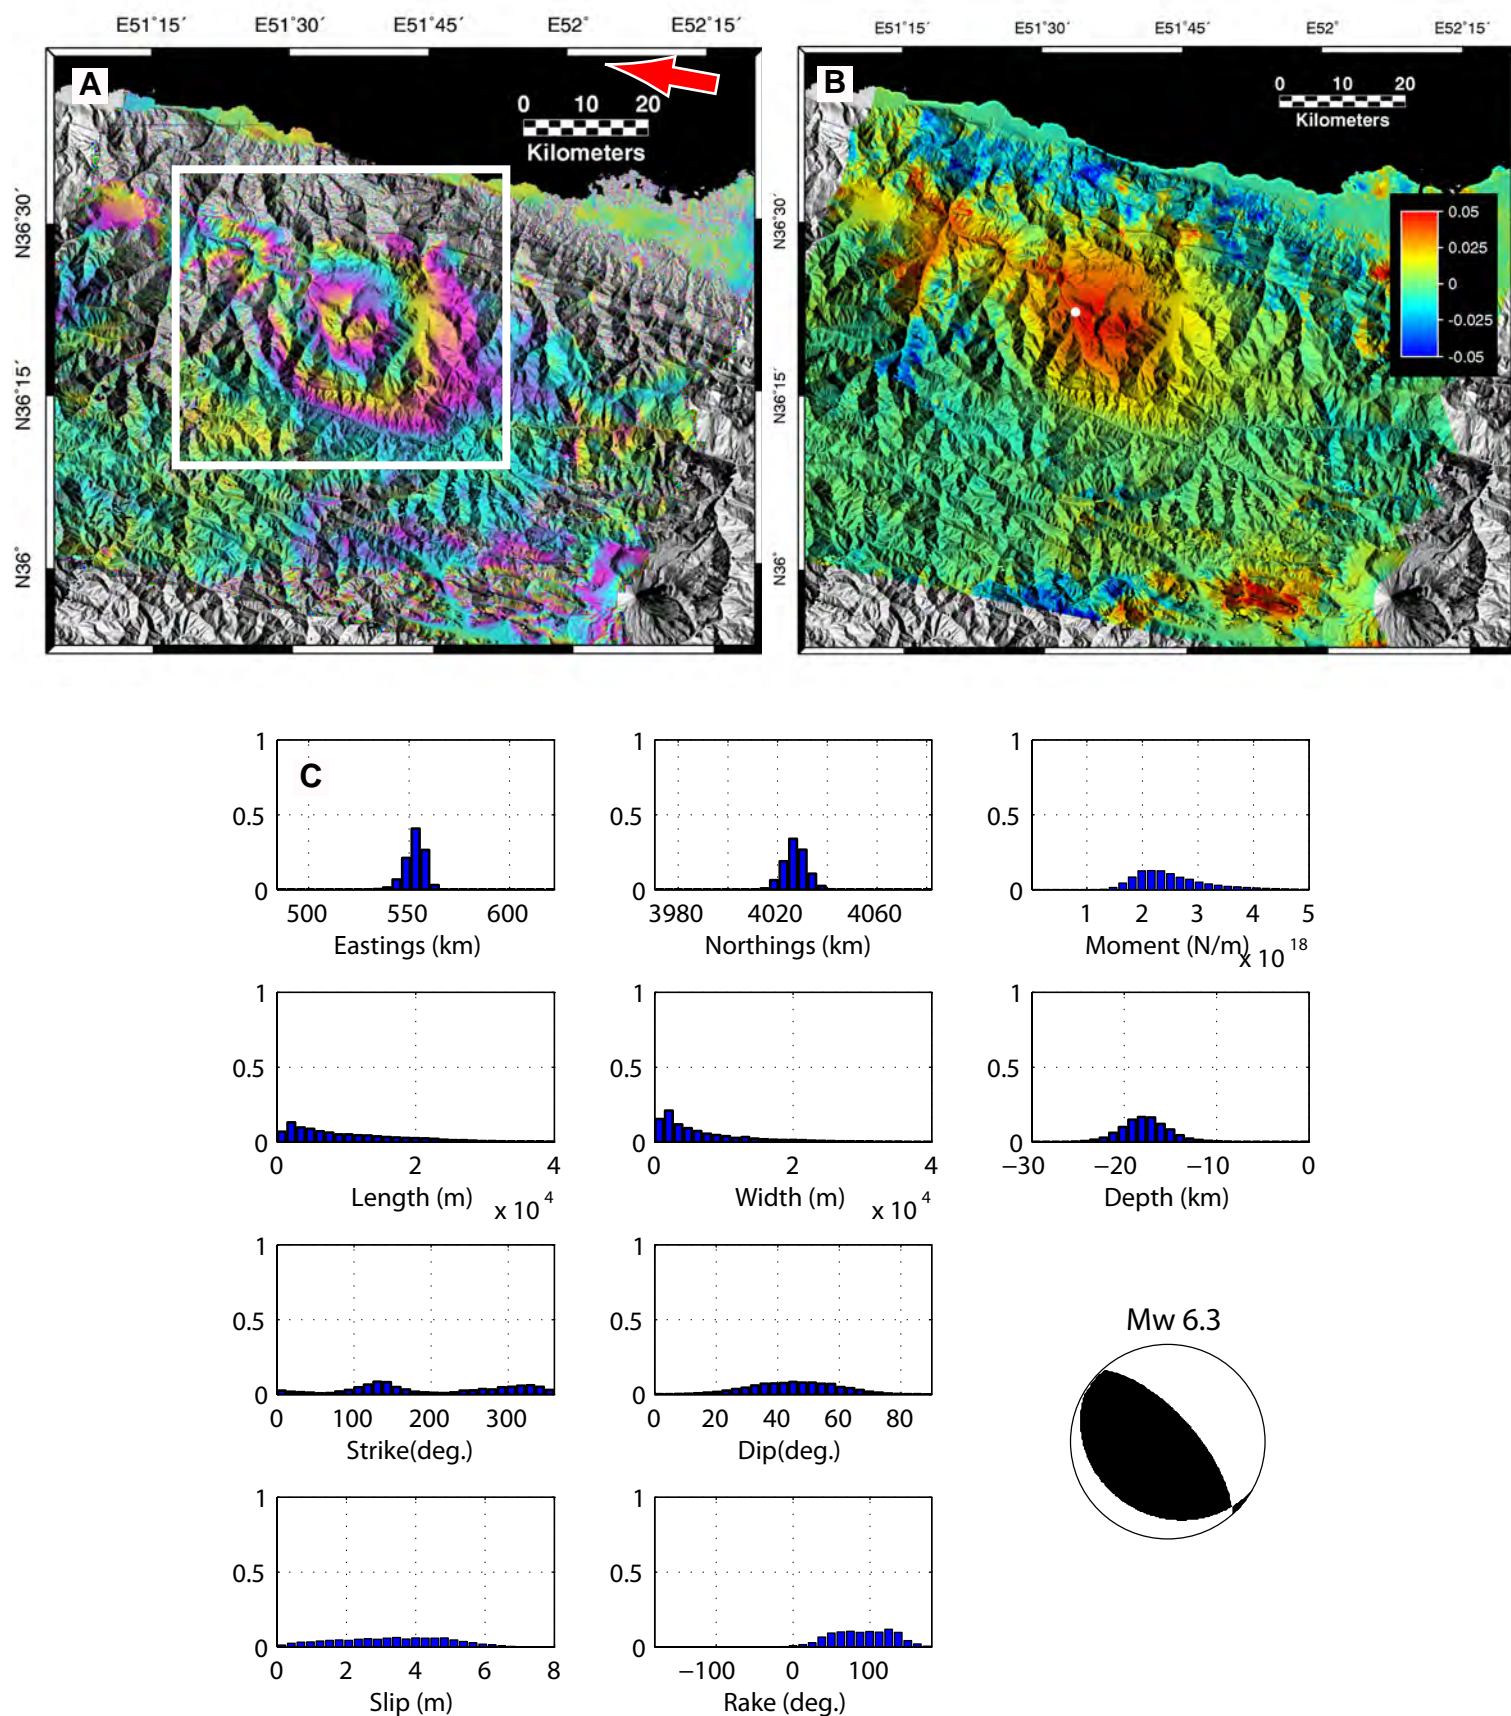 E51°15´ E51°30´ E51°45´ E52° E52°15´
E51°15´ E51°30´ E51°45´ E52° E52°15´
A
0 10 20
Kilometers
N36°30´
N36°15´
N36°
B
0 10 20
Kilometers
N36°30´
N36°15´
N36°
0.05
0.025
0
-0.025
-0.05
C
1
0.5
0
500 550 600
Eastings (km)
1
0.5
0
3980 4020 4060
Northings (km)
1
0.5
0
1 2 3 4 5
Moment (N/m)
x 10 18
1
0.5
0
0 2 4
Length (m)
x 10 4
1
0.5
0
0 2 4
Width (m)
x 10 4
1
0.5
0
−30 −20 −10 0
Depth (km)
1
0.5
0
0 100 200 300
Strike(deg.)
1
0.5
0
0 20 40 60 80
Dip(deg.)
Mw 6.3
1
0.5
0
0 2 4 6 8
Slip (m)
1
0.5
0
−100 0 100
Rake (deg.)